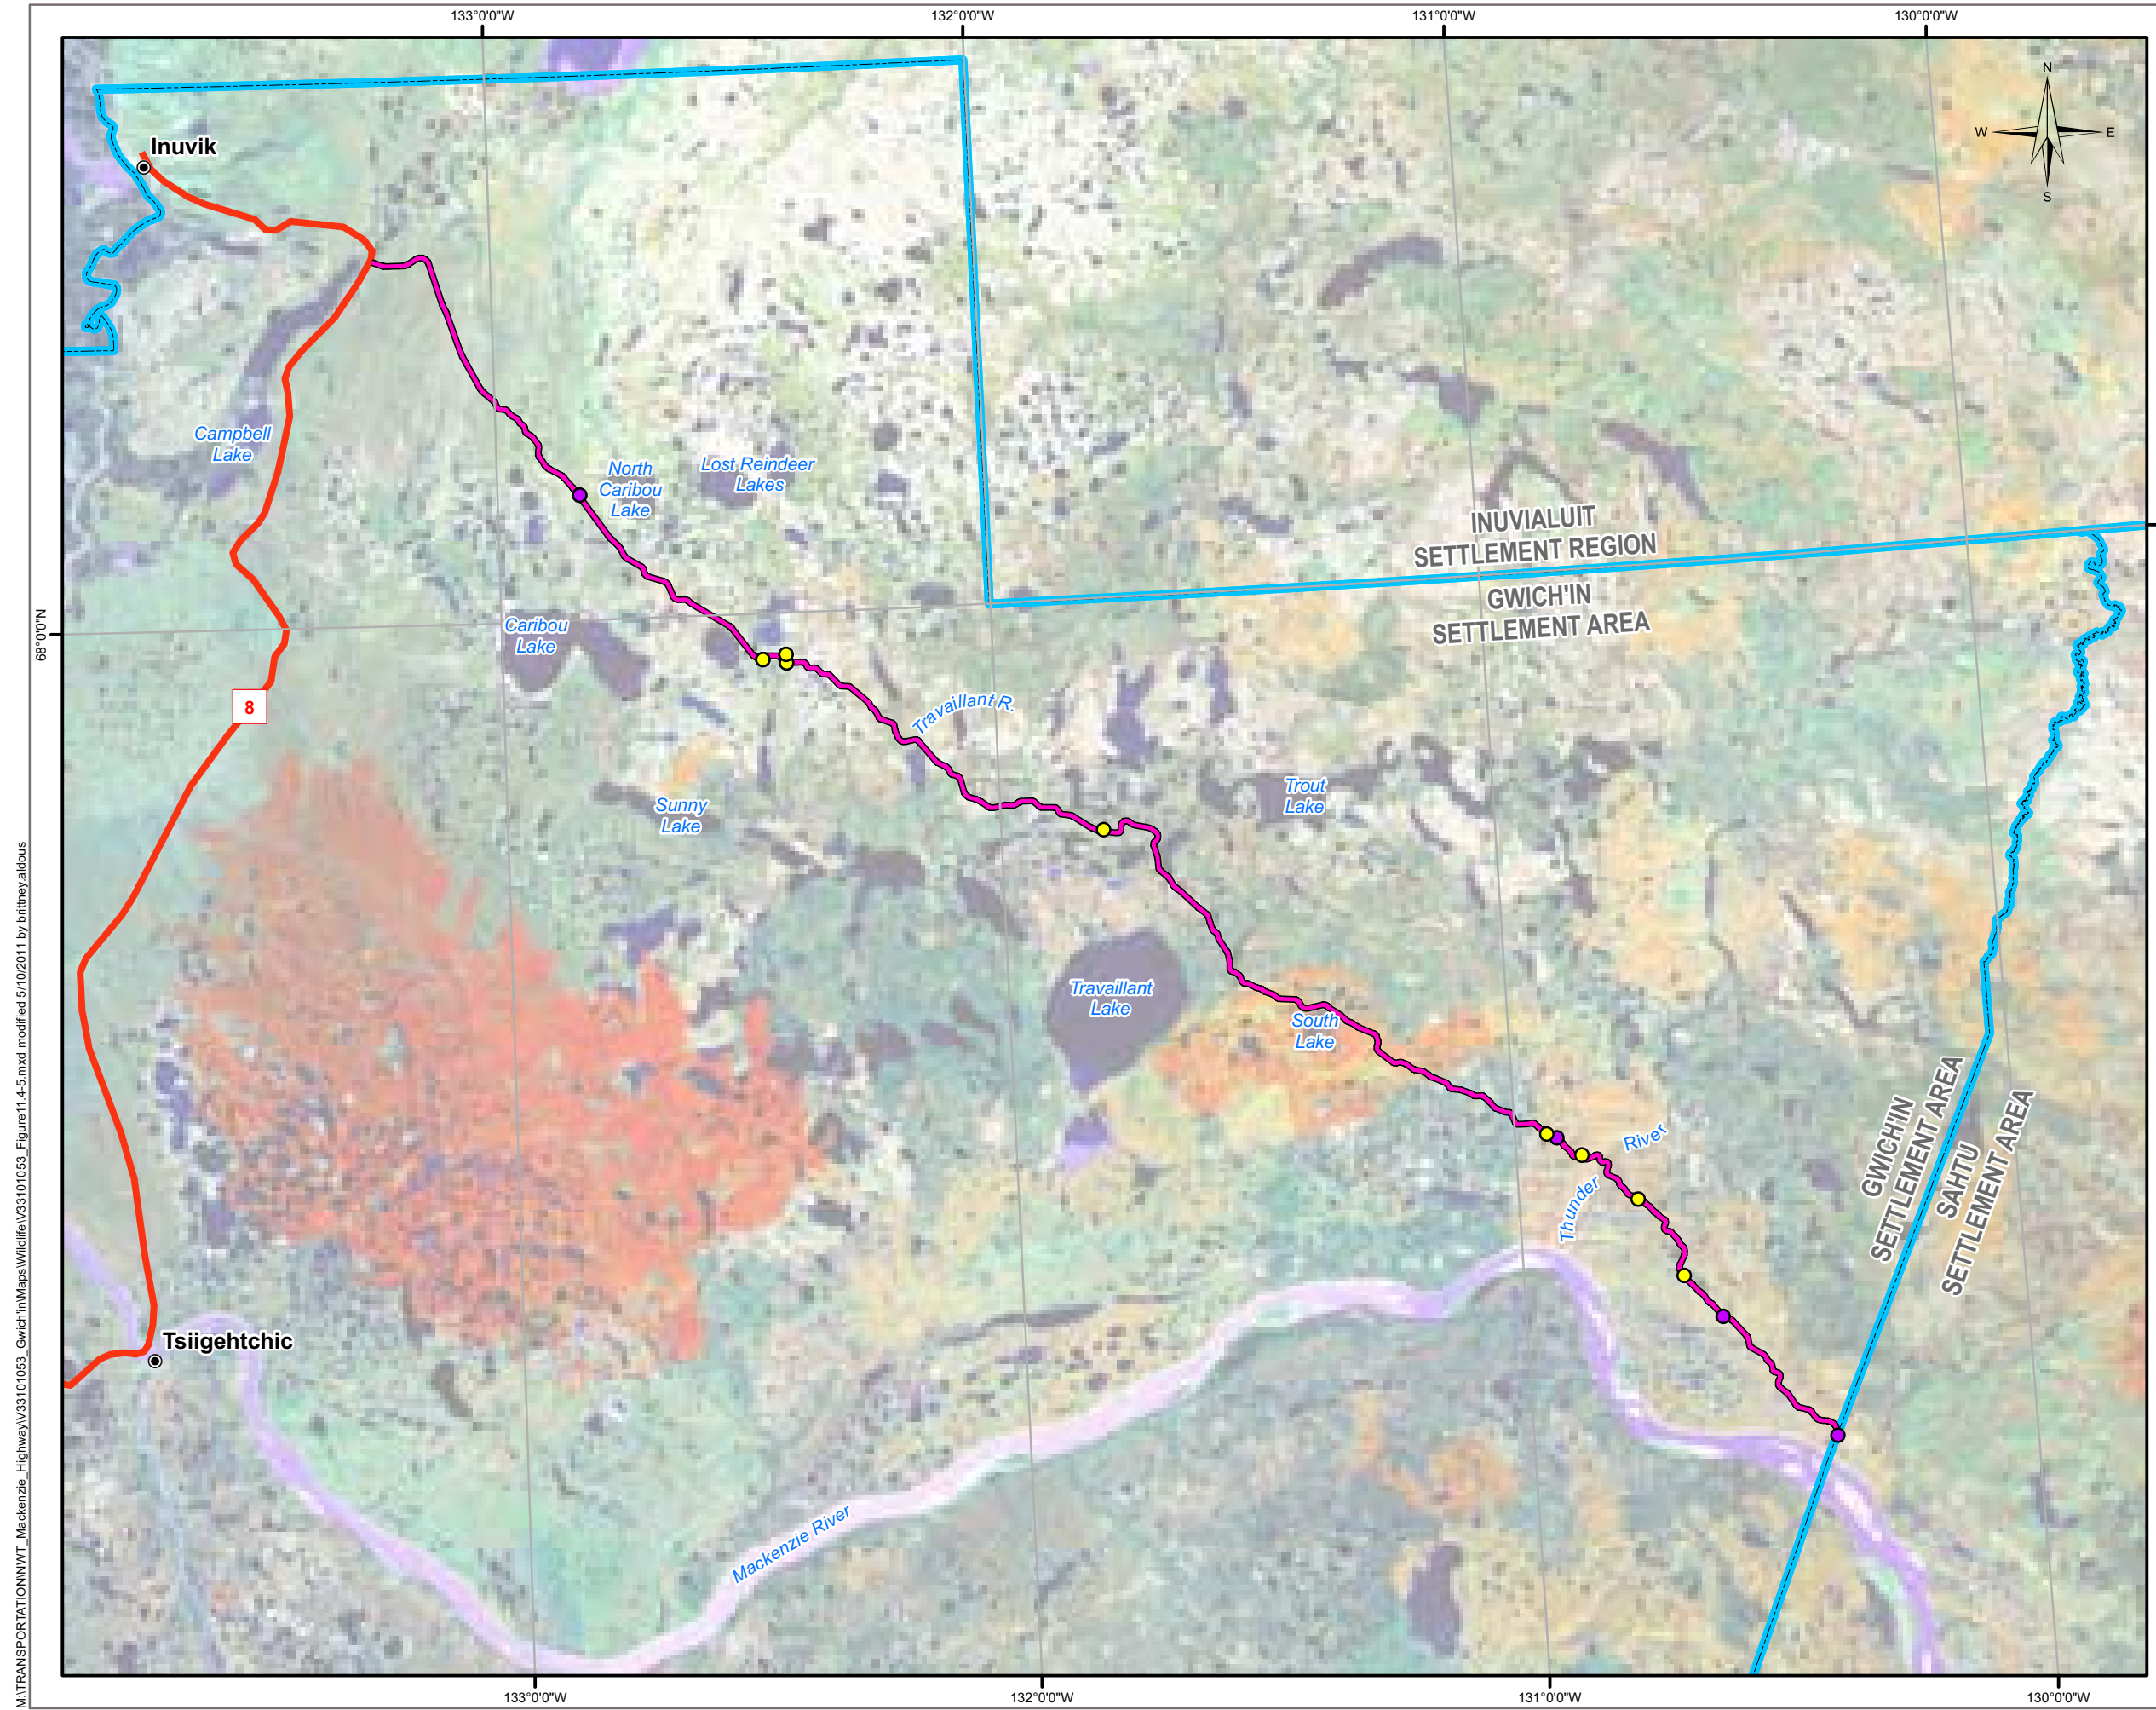 133°0'0"W
132°0'0"W
131°0'0"W
130°0'0"W
N
W
E
S
Inuvik
Campbell
Lake
North
Caribou
Lake
Lost Reindeer
Lakes
INUVIALUIT
SETTLEMENT REGION
GWICH'IN
SETTLEMENT AREA
68°0'0"N
Caribou
Lake
8
Travaillant R.
Sunny
Lake
Trout
Lake
Travaillant
Lake
South
Lake
River
Thunder
GWICH'IN
SETTLEMENT AREA
SAHTU
SETTLEMENT AREA
Tsiigehtchic
Mackenzie River
133°0'0"W
132°0'0"W
131°0'0"W
130°0'0"W
M:\TRANSPORTATION\NWT_Mackenzie_Highway\V33101053_Gwich'in\Maps\Wildlife\V33101053_Figure11.4-5.mxd modified 5/10/2011 by brittney.aldous